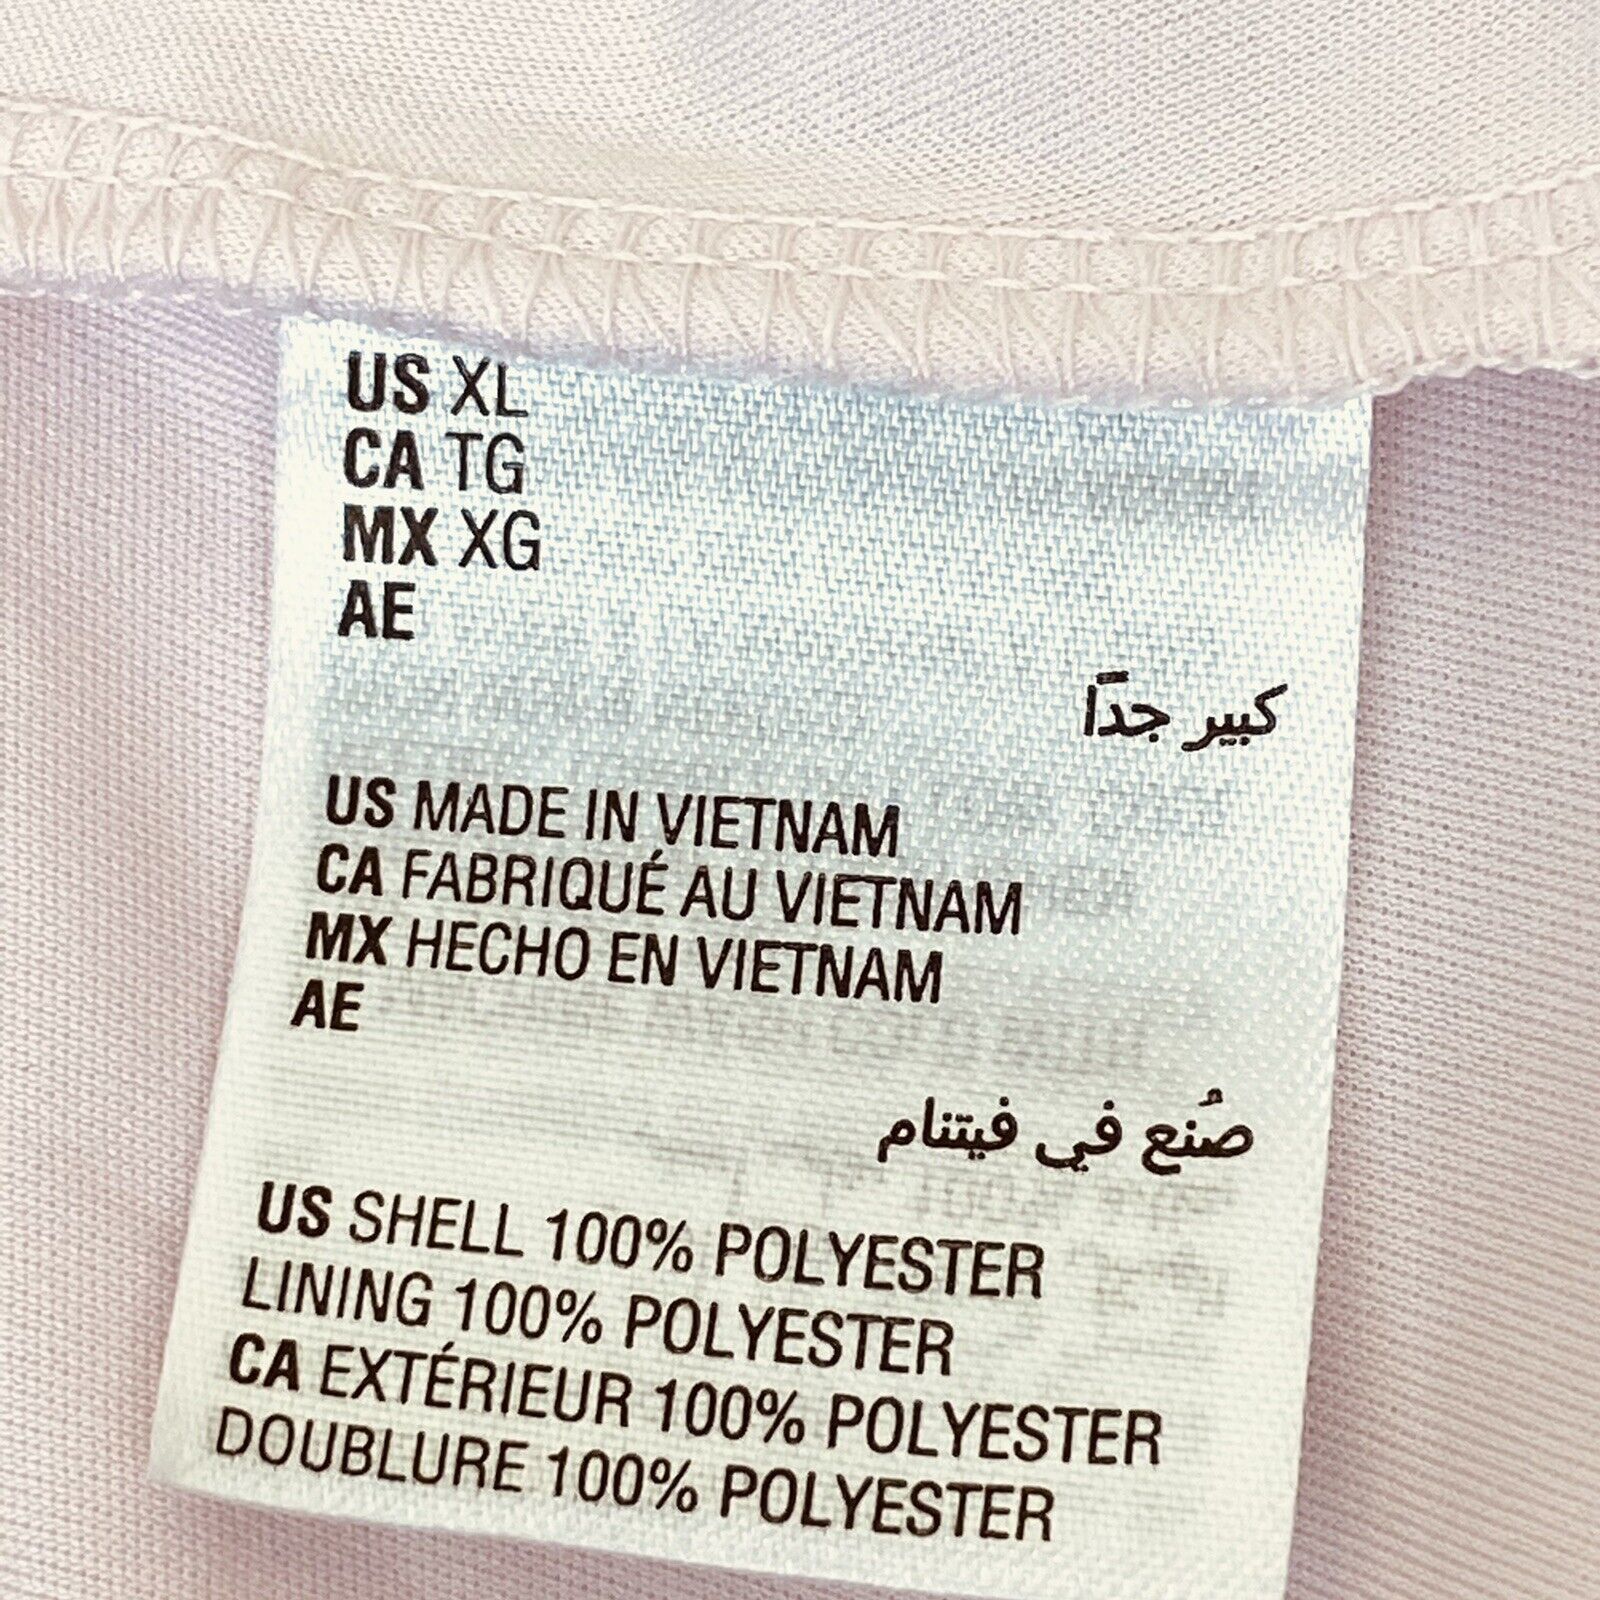 US XL
CA TG
MX XG
AE
كبير جداً
US MADE IN VIETNAM
CA FABRIQUÉ AU VIETNAM
MX HECHO EN VIETNAM
AE
صُنع في فيتنام
US SHELL 100% POLYESTER
LINING 100% POLYESTER
CA EXTÉRIEUR 100% POLYESTER
DOUBLURE 100% POLYESTER